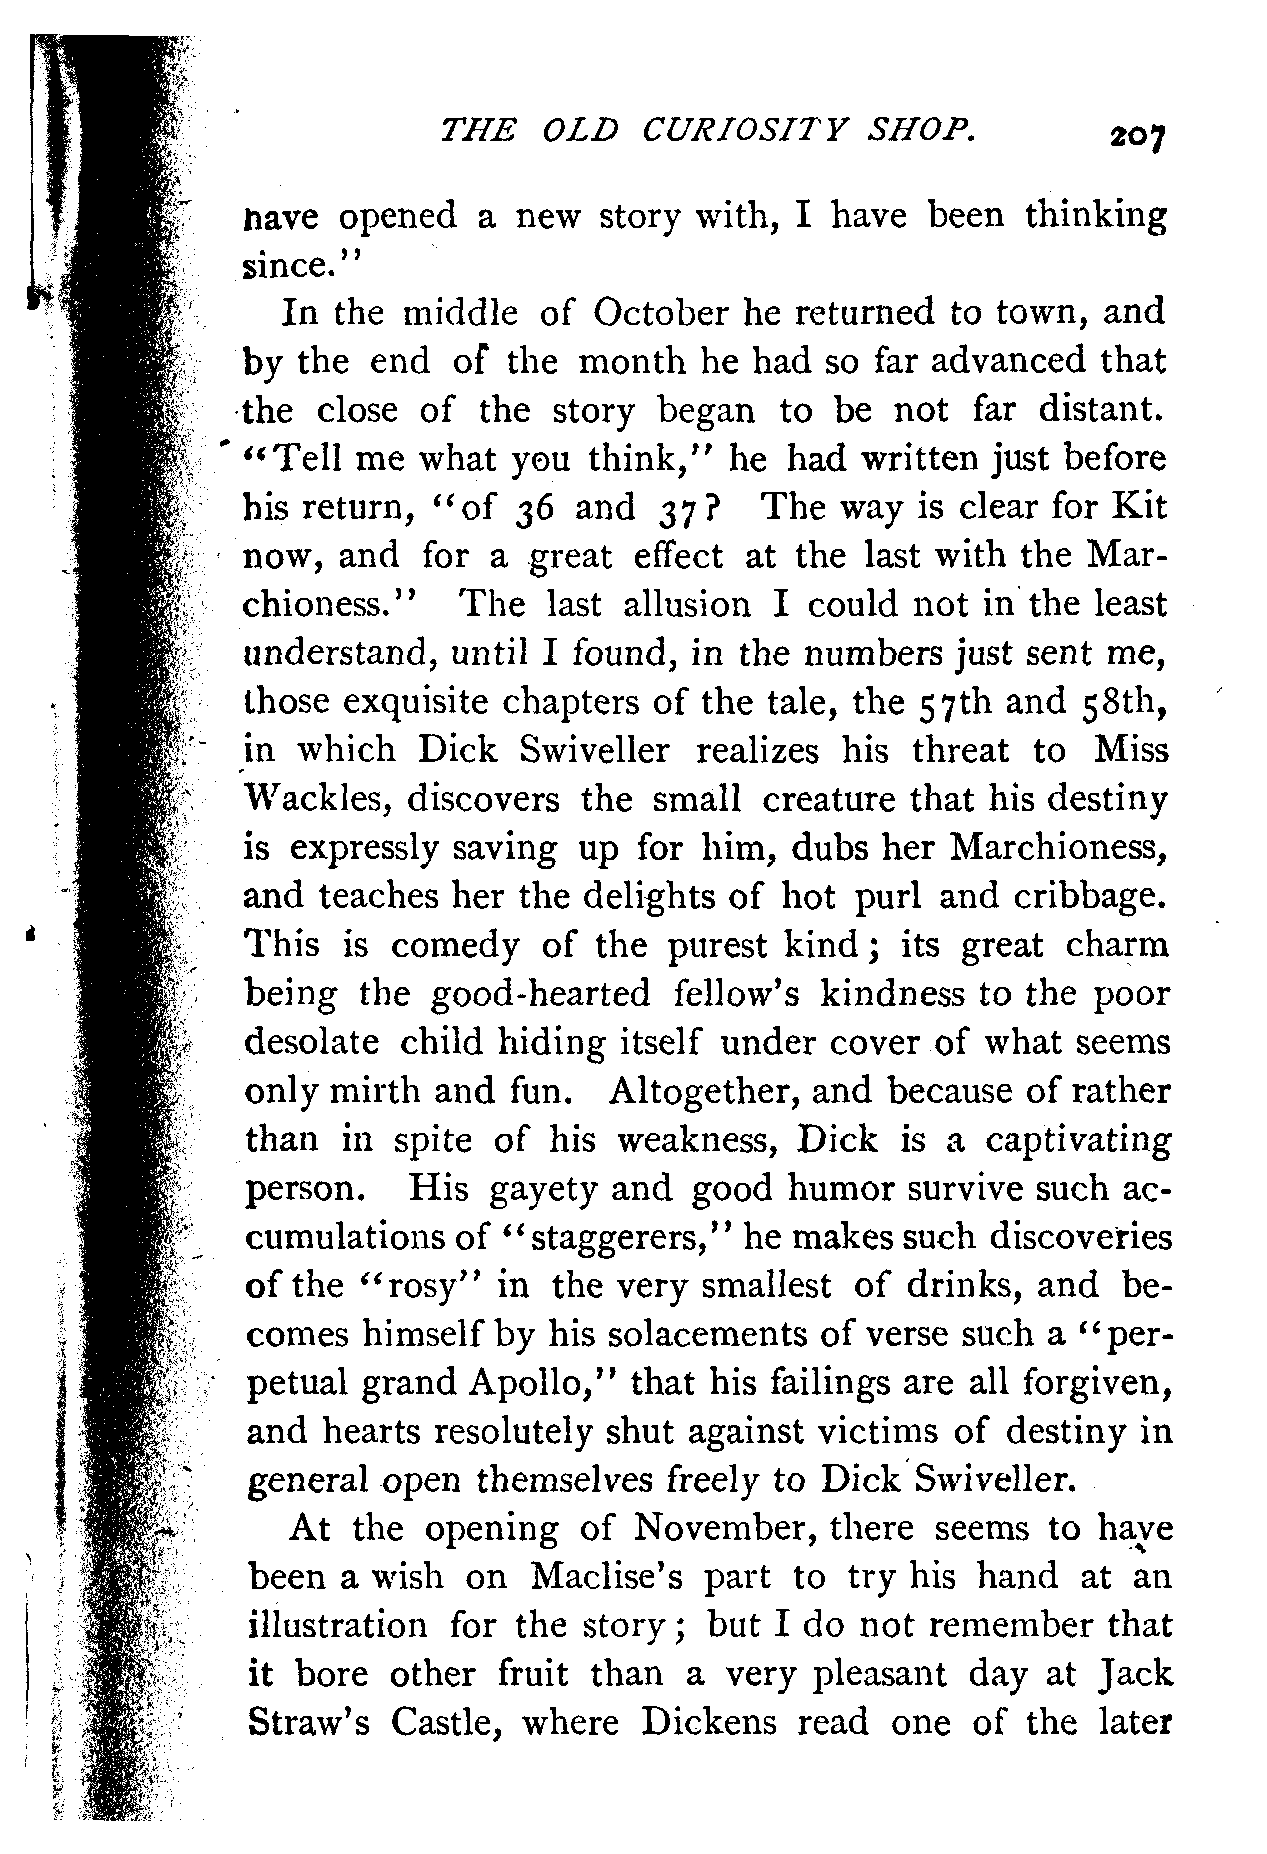 THE OLD CURIOSITY SHOP. 207
have opened a new story with, I have been thinking
since."
In the middle of October he returned to town, and
by the end of the month he had so far advanced that
the close of the story began to be not far distant.
"Tell me what you think," he had written just before
his return, "of 36 and 37? The way is clear for Kit
now, and for a great effect at the last with the Mar-
chioness." The last allusion I could not in the least
understand, until I found, in the numbers just sent me,
those exquisite chapters of the tale, the 57th and 58th,
in which Dick Swiveller realizes his threat to Miss
Wackles, discovers the small creature that his destiny
is expressly saving up for him, dubs her Marchioness,
and teaches her the delights of hot purl and cribbage.
This is comedy of the purest kind; its great charm
being the good-hearted fellow's kindness to the poor
desolate child hiding itself under cover of what seems
only mirth and fun. Altogether, and because of rather
than in spite of his weakness, Dick is a captivating
person. His gayety and good humor survive such ac-
cumulations of "staggerers," he makes such discoveries
of the "rosy" in the very smallest of drinks, and be-
comes himself by his solacements of verse such a "per-
petual grand Apollo," that his failings are all forgiven,
and hearts resolutely shut against victims of destiny in
general open themselves freely to Dick Swiveller.
At the opening of November, there seems to have
been a wish on Maclise's part to try his hand at an
illustration for the story; but I do not remember that
it bore other fruit than a very pleasant day at Jack
Straw's Castle, where Dickens read one of the later